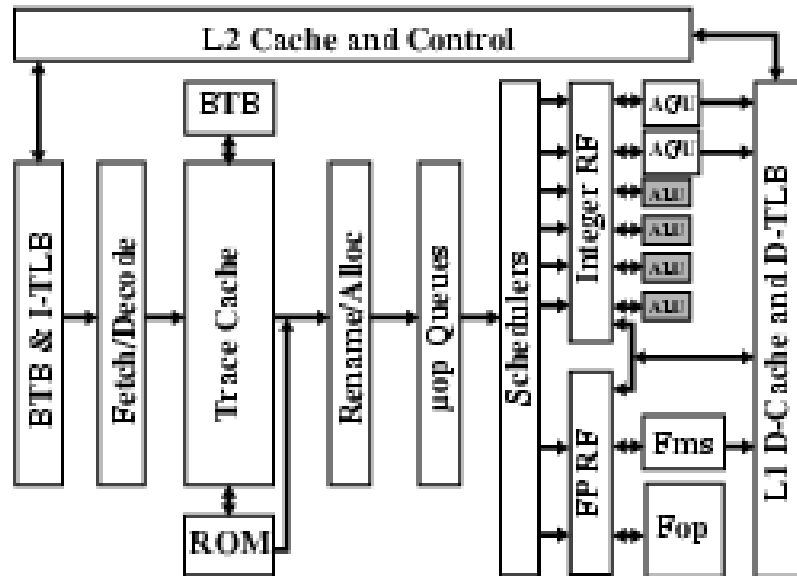 L2 Cache and Control
BTB
BTB & I-TLB
Fetch/Decode
Trace Cache
ROM
Rename/Alloc
µop Queues
Schedulers
Integer RF
FP RF
AGU
AGU
ALU
ALU
ALU
ALU
Fms
Fop
L1 D-Cache and D-TLB